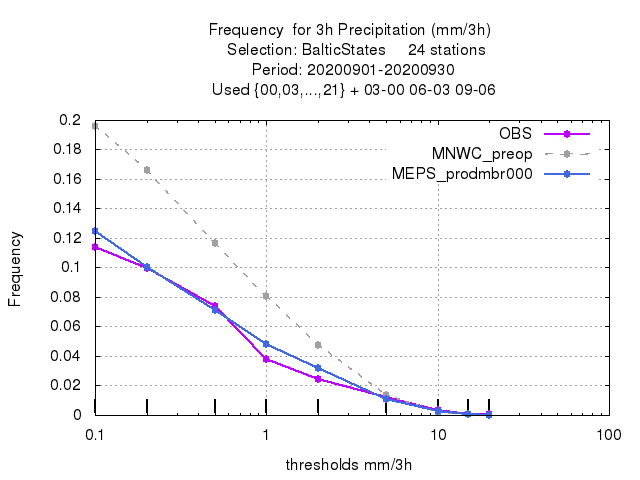 Frequency  for 3h Precipitation (mm/3h)
Selection: BalticStates     24 stations
Period: 20200901-20200930
Used {00,03,...,21} + 03-00 06-03 09-06
OBS
MNWC_preop
MEPS_prodmbr000
0.2
0.18
0.16
0.14
0.12
0.1
0.08
0.06
0.04
0.02
0
Frequency
0.1 1 10 100
thresholds mm/3h